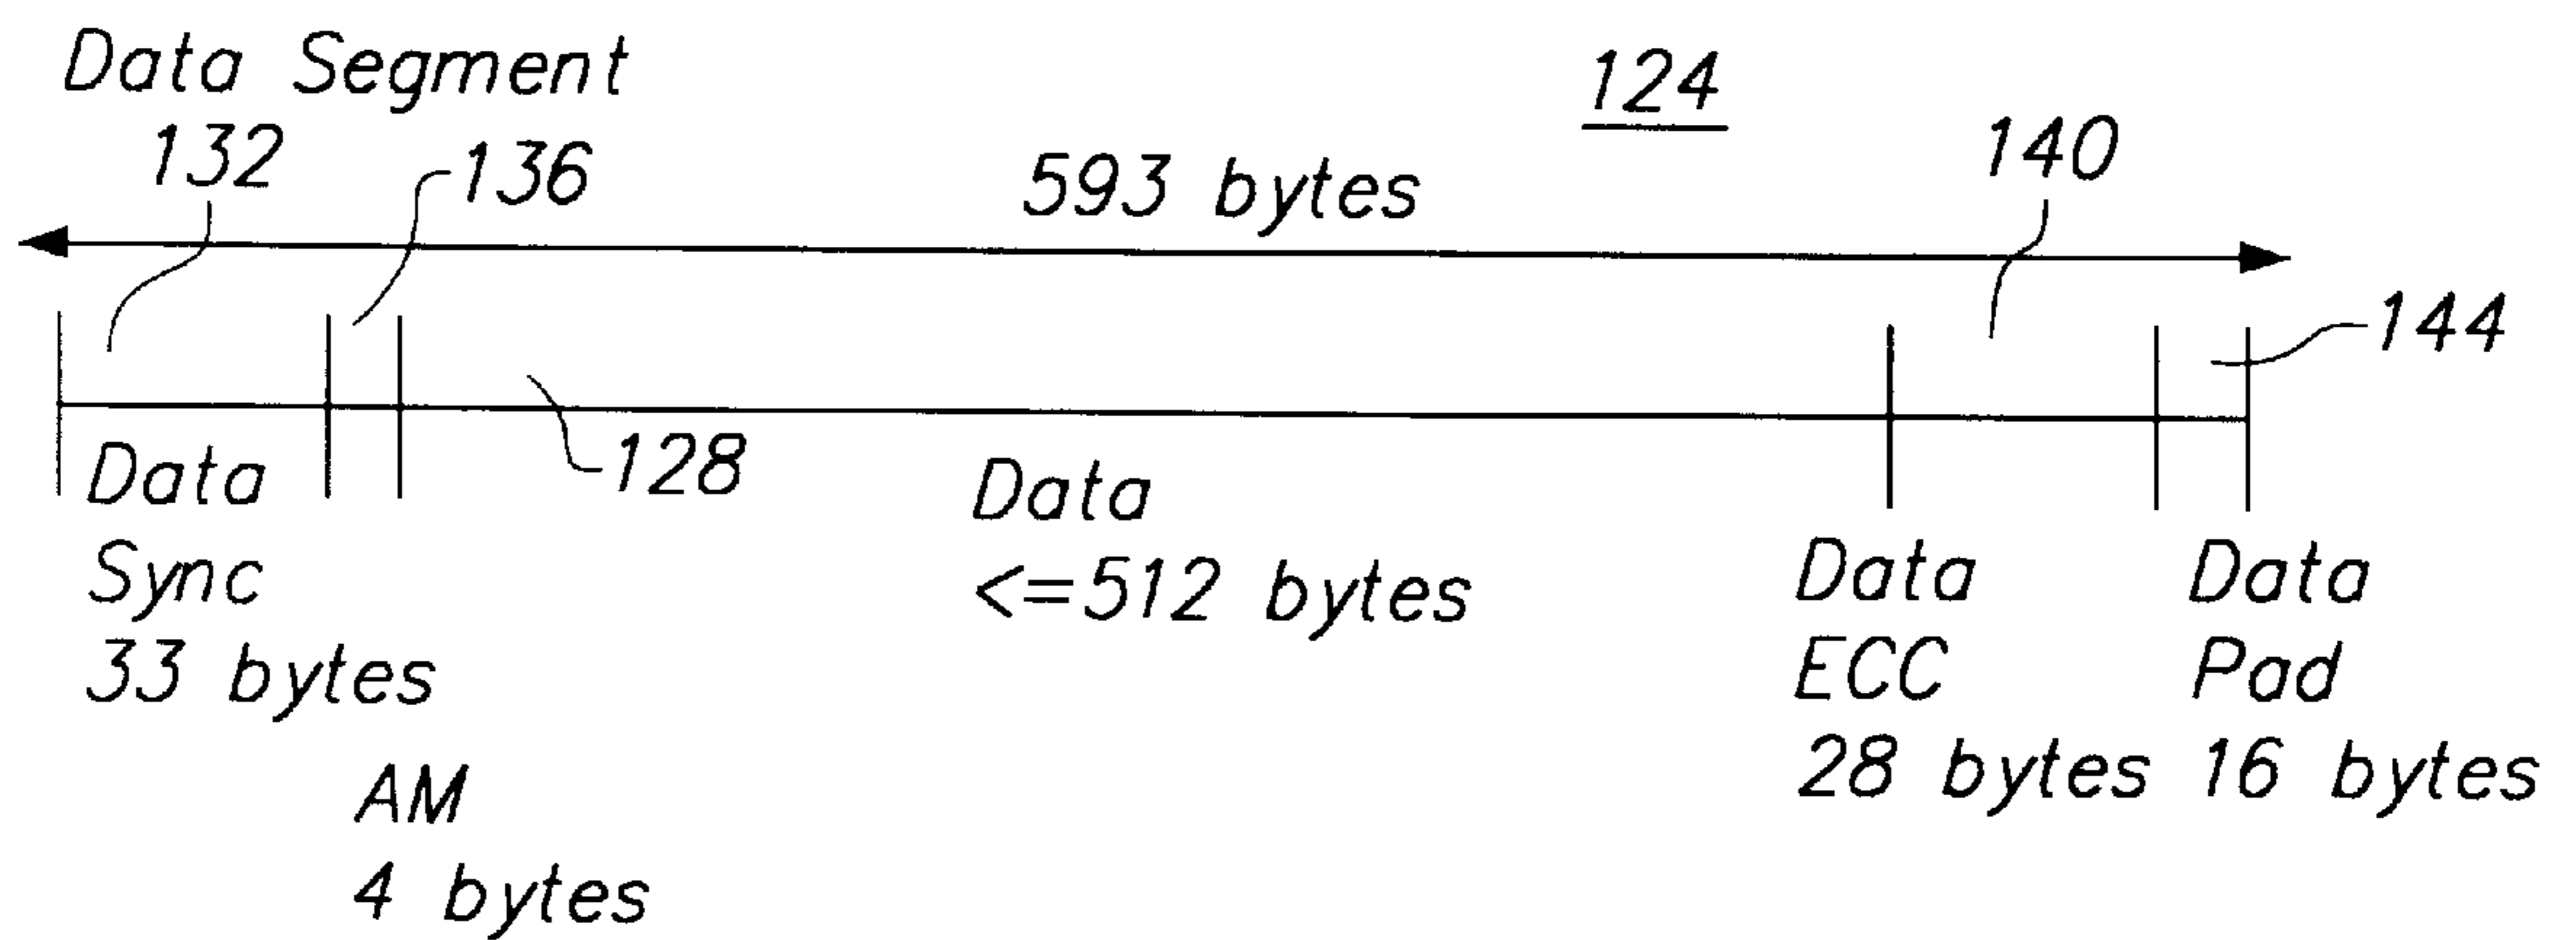 Data Segment
124
132
136
593 bytes
140
144
128
Data
Sync
33 bytes
AM
4 bytes
Data
<=512 bytes
Data
ECC
28 bytes
Data
Pad
16 bytes